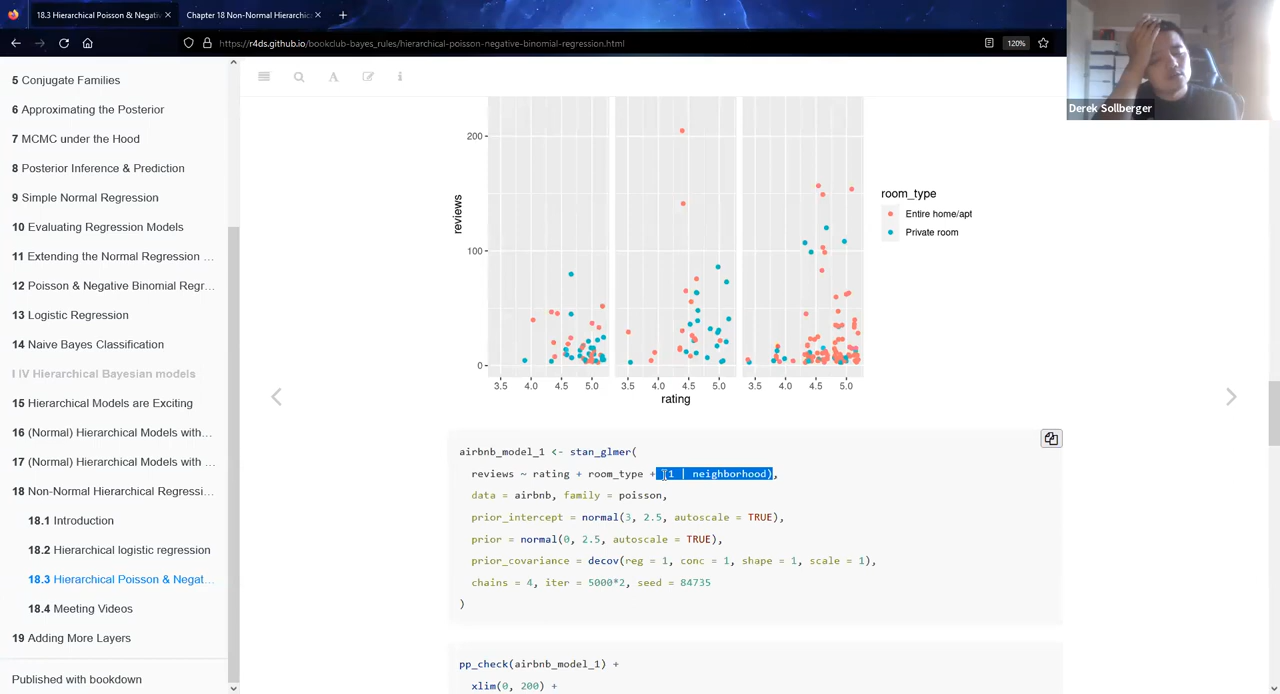 18.3 Hierarchical Poisson & Negativ
Chapter 18 Non-Normal Hierarchic
https://r4ds.github.io/bookclub-bayes_rules/hierarchical-poisson-negative-binomial-regression.html
120%
Derek Sollberger
5 Conjugate Families
6 Approximating the Posterior
7 MCMC under the Hood
8 Posterior Inference & Prediction
9 Simple Normal Regression
10 Evaluating Regression Models
11 Extending the Normal Regression ...
12 Poisson & Negative Binomial Regr...
13 Logistic Regression
14 Naive Bayes Classification
I IV Hierarchical Bayesian models
15 Hierarchical Models are Exciting
16 (Normal) Hierarchical Models with...
17 (Normal) Hierarchical Models with...
18 Non-Normal Hierarchical Regressi...
18.1 Introduction
18.2 Hierarchical logistic regression
18.3 Hierarchical Poisson & Negat...
18.4 Meeting Videos
19 Adding More Layers
Published with bookdown
200
100
0
reviews
3.5 4.0 4.5 5.0 3.5 4.0 4.5 5.0 3.5 4.0 4.5 5.0
rating
room_type
Entire home/apt
Private room
airbnb_model_1 <- stan_glmer(
reviews ~ rating + room_type + (1 | neighborhood),
data = airbnb, family = poisson,
prior_intercept = normal(3, 2.5, autoscale = TRUE),
prior = normal(0, 2.5, autoscale = TRUE),
prior_covariance = decov(reg = 1, conc = 1, shape = 1, scale = 1),
chains = 4, iter = 5000*2, seed = 84735
)
pp_check(airbnb_model_1) +
xlim(0, 200) +